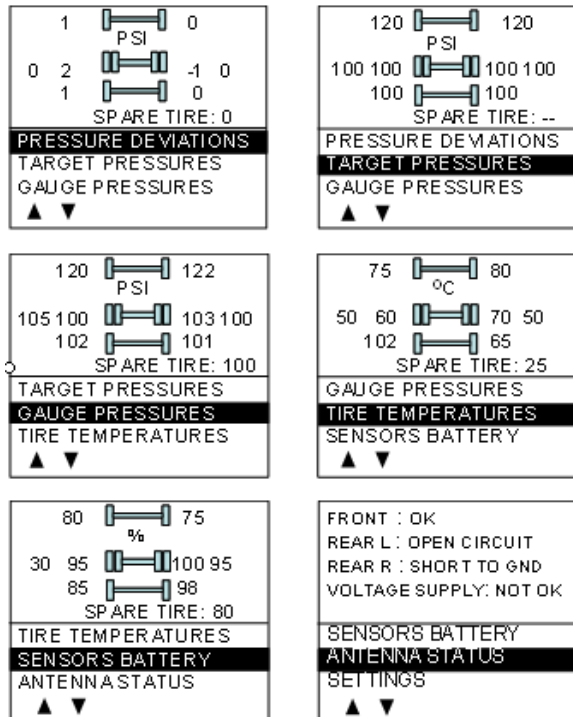 1 0
PSI
0 2 -1 0
1 0
SPARE TIRE: 0
PRESSURE DEVIATIONS
TARGET PRESSURES
GAUGE PRESSURES
120 120
PSI
100 100 100 100
100 100
SPARE TIRE: --
PRESSURE DEVIATIONS
TARGET PRESSURES
GAUGE PRESSURES
120 122
PSI
105 100 103 100
102 101
SPARE TIRE: 100
TARGET PRESSURES
GAUGE PRESSURES
TIRE TEMPERATURES
75 80
ºC
50 60 70 50
102 65
SPARE TIRE: 25
GAUGE PRESSURES
TIRE TEMPERATURES
SENSORS BATTERY
80 75
%
30 95 100 95
85 98
SPARE TIRE: 80
TIRE TEMPERATURES
SENSORS BATTERY
ANTENNA STATUS
FRONT : OK
REAR L : OPEN CIRCUIT
REAR R : SHORT TO GND
VOLTAGE SUPPLY: NOT OK
SENSORS BATTERY
ANTENNA STATUS
SETTINGS